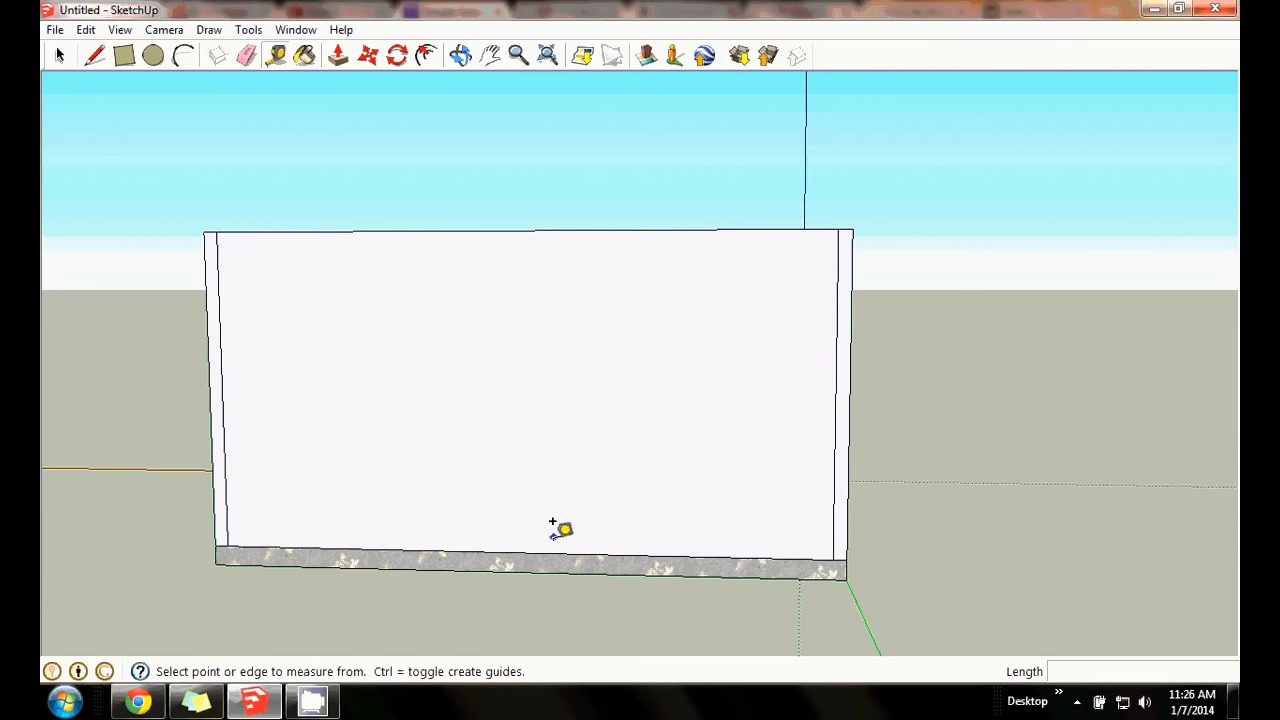 Untitled - SketchUp
File Edit View Camera Draw Tools Window Help
Select point or edge to measure from. Ctrl = toggle create guides.
Length
Desktop
11:26 AM
1/7/2014